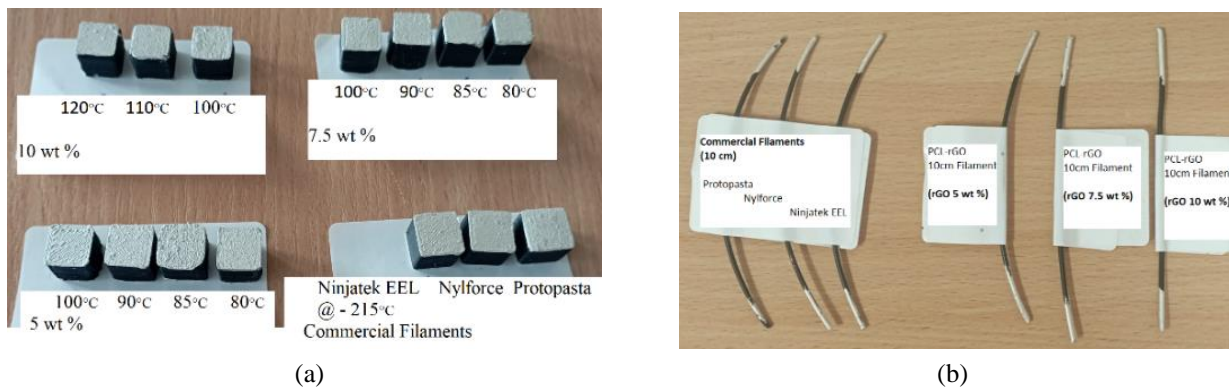 120°C 110°C 100°C
10 wt %
100°C 90°C 85°C 80°C
7.5 wt %
100°C 90°C 85°C 80°C
5 wt %
Ninjatek EEL Nylforce Protopasta
@ - 215°C
Commercial Filaments
(a)
Commercial Filaments
(10 cm)
Protopasta
Nylforce
Ninjatek EEL
PCL-rGO
10cm Filament
(rGO 5 wt %)
PCL-rGO
10cm Filament
(rGO 7.5 wt %)
PCL-rGO
10cm Filament
(rGO 10 wt %)
(b)